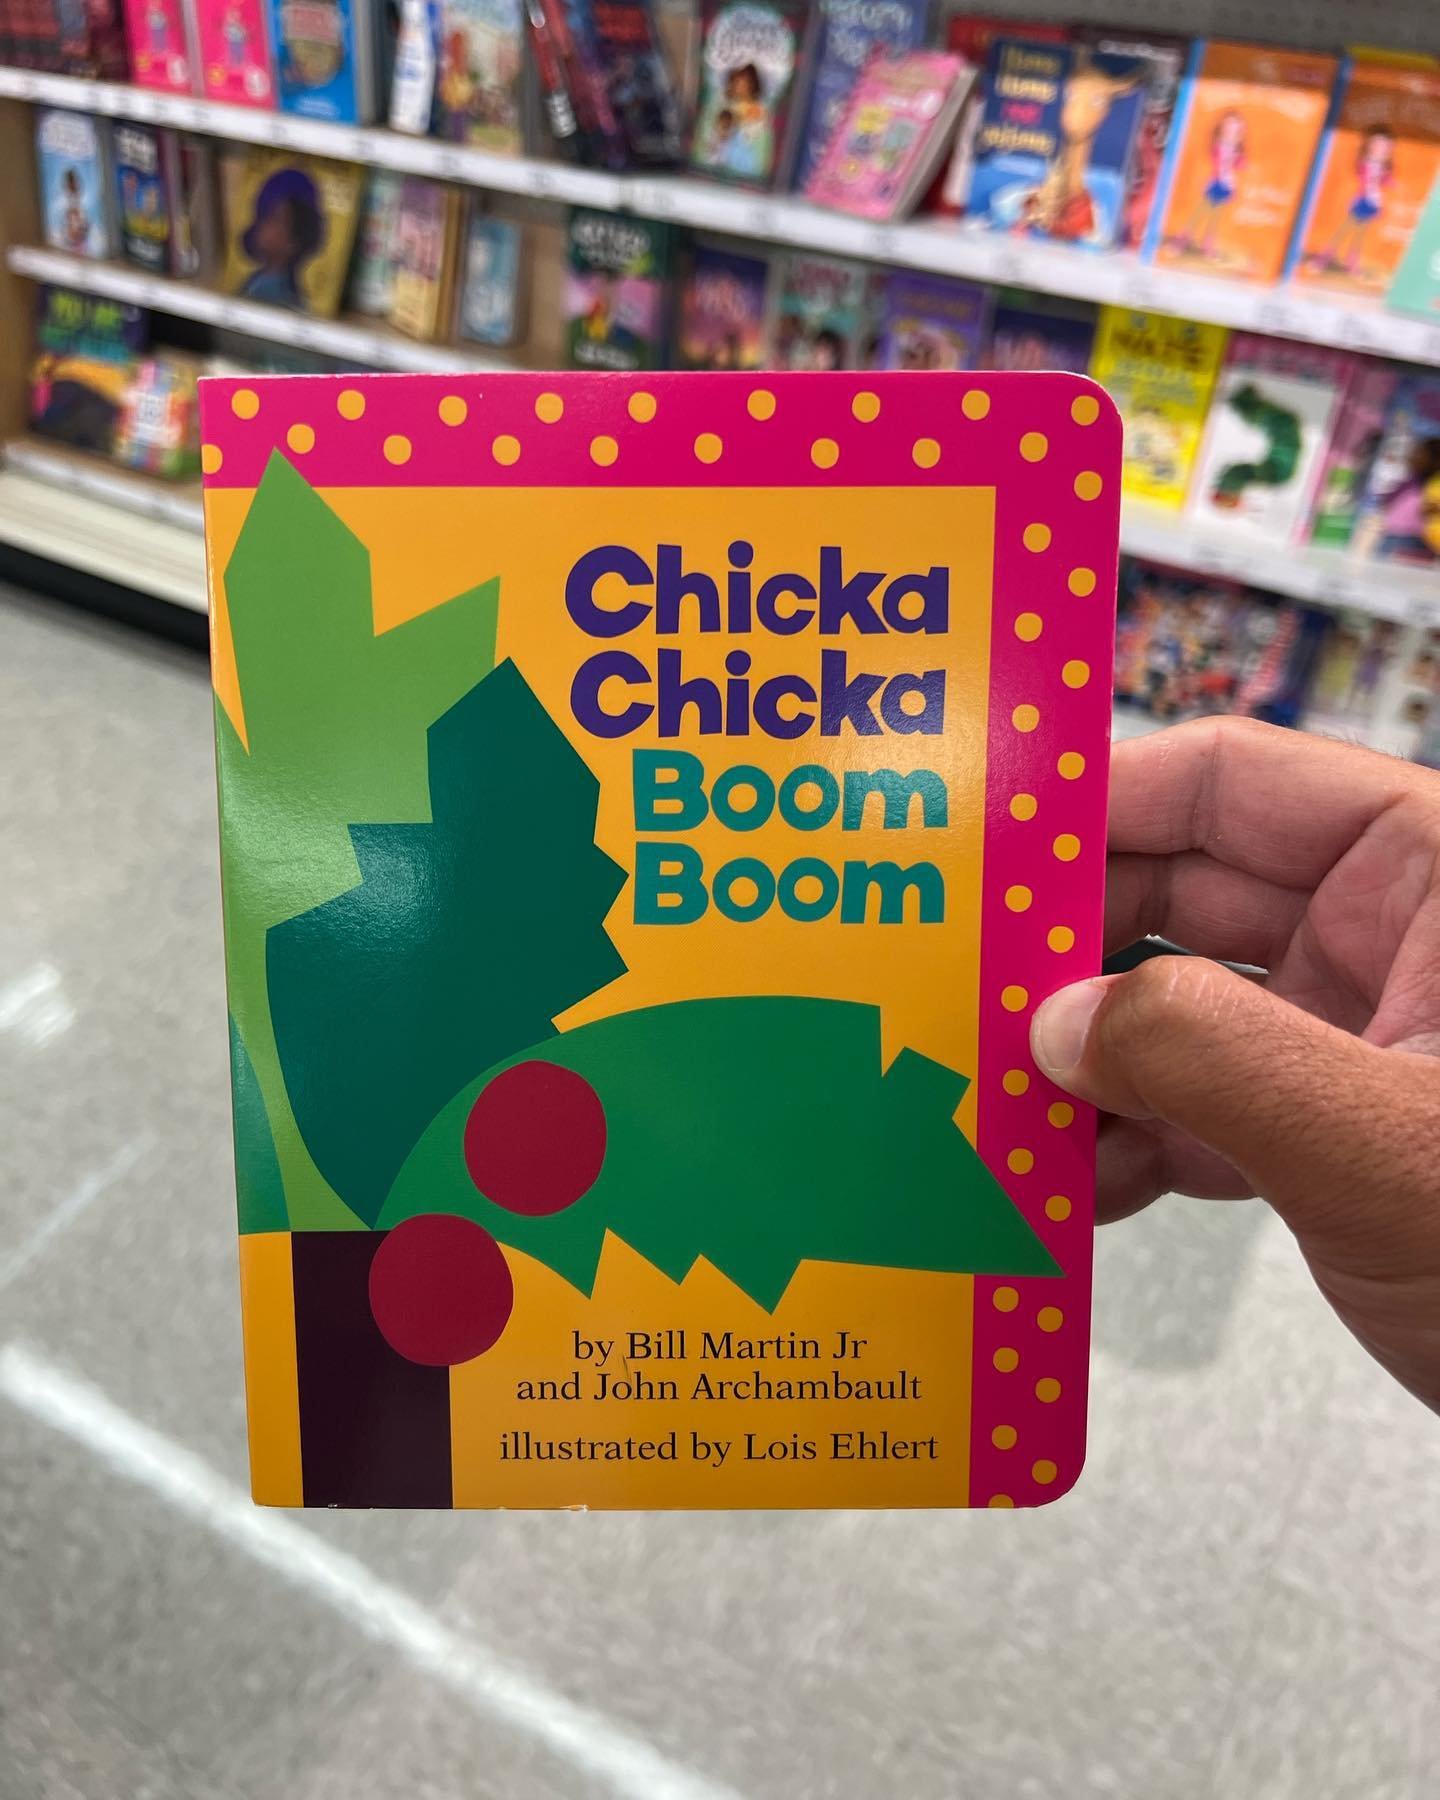 Chicka
Chicka
Boom
Boom
by Bill Martin Jr
and John Archambault
illustrated by Lois Ehlert